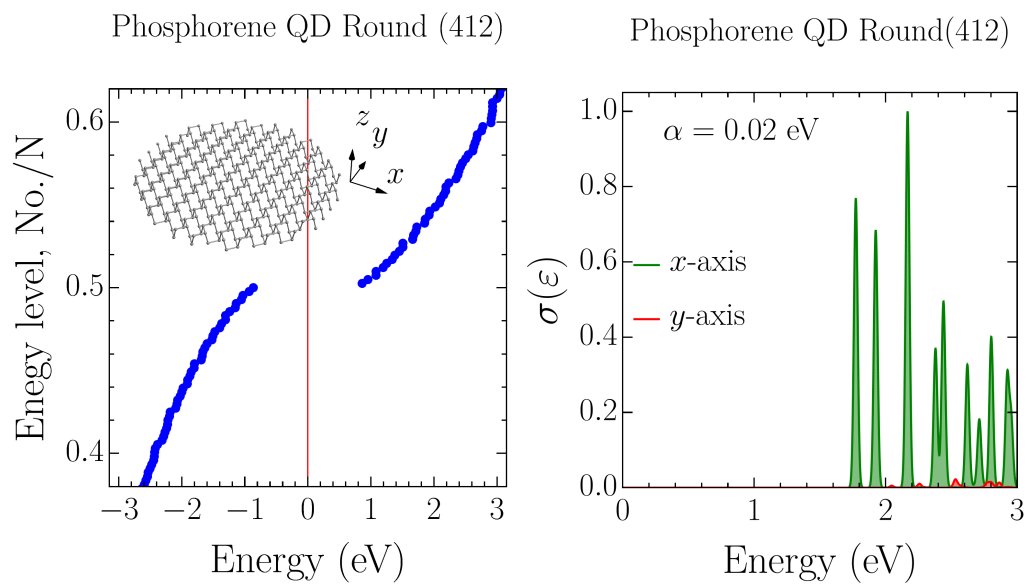 Phosphorene QD Round (412)
Enegy level, No./N
0.6
0.5
0.4
z
y
x
−3 −2 −1 0 1 2 3
Energy (eV)
Phosphorene QD Round(412)
σ(ε)
1.0
0.8
0.6
0.4
0.2
0.0
α = 0.02 eV
x-axis
y-axis
0 1 2 3
Energy (eV)